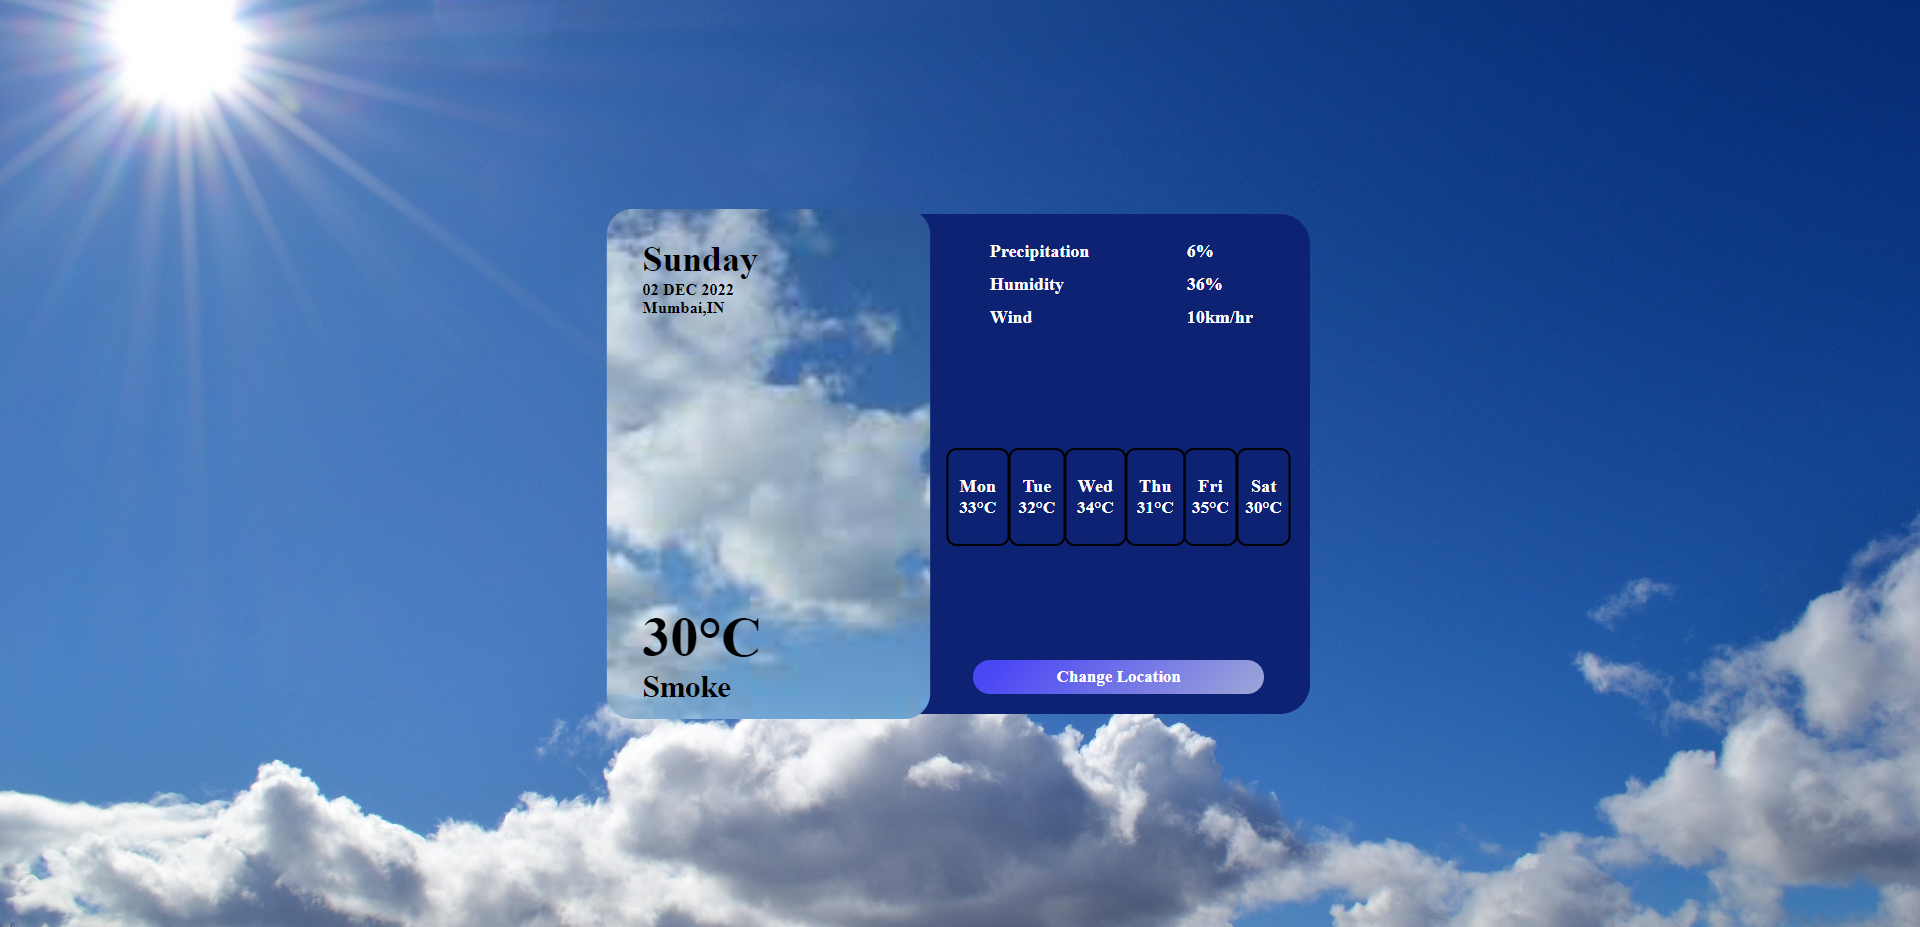 Sunday
02 DEC 2022
Mumbai,IN
30°C
Smoke
Precipitation 6%
Humidity 36%
Wind 10km/hr
Mon Tue Wed Thu Fri Sat
33°C 32°C 34°C 31°C 35°C 30°C
Change Location